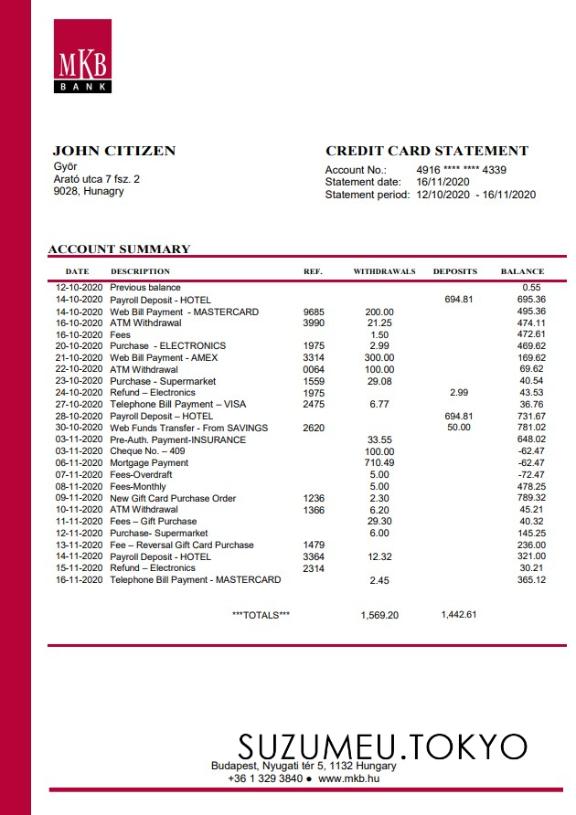 MKB
BANK
JOHN CITIZEN
Győr
Arató utca 7 fsz. 2
9028, Hunagry
CREDIT CARD STATEMENT
Account No.: 4916 **** **** 4339
Statement date: 16/11/2020
Statement period: 12/10/2020 - 16/11/2020
ACCOUNT SUMMARY
DATE DESCRIPTION REF. WITHDRAWALS DEPOSITS BALANCE
12-10-2020 Previous balance 0.55
14-10-2020 Payroll Deposit - HOTEL 694.81 695.36
14-10-2020 Web Bill Payment - MASTERCARD 9685 200.00 495.36
16-10-2020 ATM Withdrawal 3990 21.25 474.11
16-10-2020 Fees 1.50 472.61
20-10-2020 Purchase - ELECTRONICS 1975 2.99 469.62
21-10-2020 Web Bill Payment - AMEX 3314 300.00 169.62
22-10-2020 ATM Withdrawal 0064 100.00 69.62
23-10-2020 Purchase - Supermarket 1559 29.08 40.54
24-10-2020 Refund – Electronics 1975 2.99 43.53
27-10-2020 Telephone Bill Payment – VISA 2475 6.77 36.76
28-10-2020 Payroll Deposit – HOTEL 694.81 731.67
30-10-2020 Web Funds Transfer - From SAVINGS 2620 50.00 781.02
03-11-2020 Pre-Auth. Payment-INSURANCE 33.55 648.02
03-11-2020 Cheque No. – 409 100.00 -62.47
06-11-2020 Mortgage Payment 710.49 -62.47
07-11-2020 Fees-Overdraft 5.00 -72.47
08-11-2020 Fees-Monthly 5.00 478.25
09-11-2020 New Gift Card Purchase Order 1236 2.30 789.32
10-11-2020 ATM Withdrawal 1366 6.20 45.21
11-11-2020 Fees – Gift Purchase 29.30 40.32
12-11-2020 Purchase- Supermarket 6.00 145.25
13-11-2020 Fee – Reversal Gift Card Purchase 1479 236.00
14-11-2020 Payroll Deposit - HOTEL 3364 12.32 321.00
15-11-2020 Refund – Electronics 2314 30.21
16-11-2020 Telephone Bill Payment - MASTERCARD 2.45 365.12
***TOTALS*** 1,569.20 1,442.61
SUZUMEU.TOKYO
Budapest, Nyugati tér 5, 1132 Hungary
+36 1 329 3840 ● www.mkb.hu